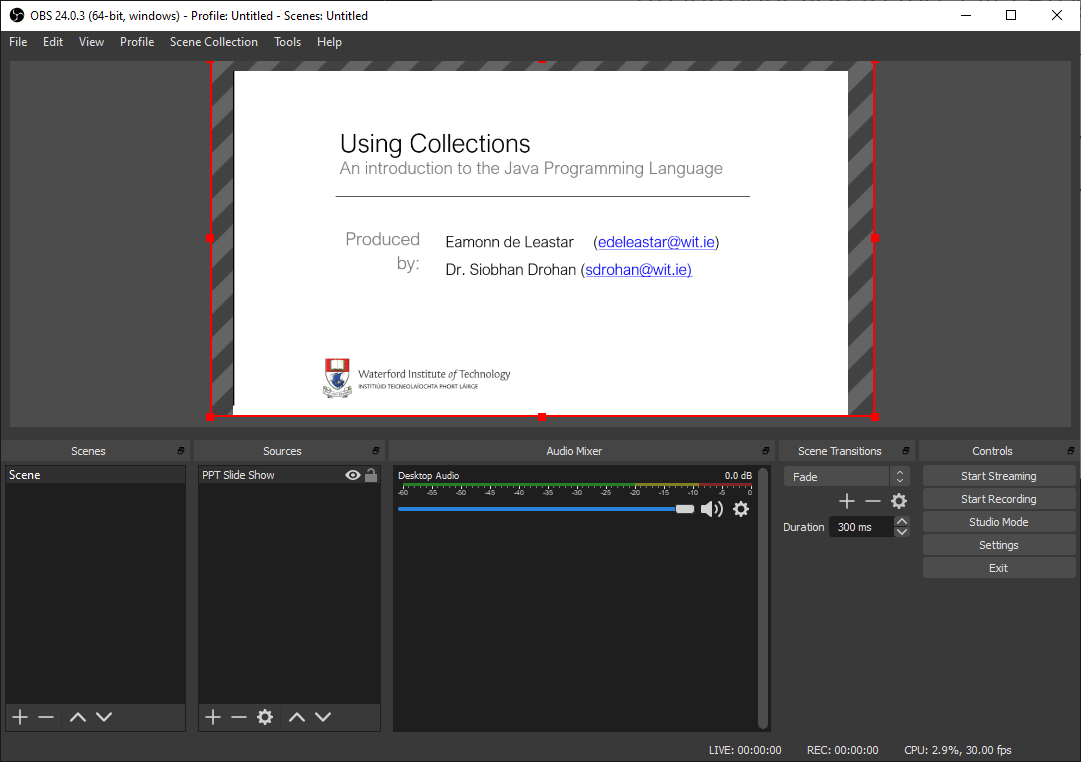 OBS 24.0.3 (64-bit, windows) - Profile: Untitled - Scenes: Untitled
File Edit View Profile Scene Collection Tools Help
Using Collections
An introduction to the Java Programming Language
Produced by:
Eamonn de Leastar (edeleastar@wit.ie)
Dr. Siobhan Drohan (sdrohan@wit.ie)
Waterford Institute of Technology
INSTITIÚID TEICNEOLAÍOCHTA PHORT LÁIRGE
Scenes
Scene
Sources
PPT Slide Show
Audio Mixer
Desktop Audio 0.0 dB
-60 -55 -50 -45 -40 -35 -30 -25 -20 -15 -10 -5 0
Scene Transitions
Fade
Duration 300 ms
Controls
Start Streaming
Start Recording
Studio Mode
Settings
Exit
LIVE: 00:00:00 REC: 00:00:00 CPU: 2.9%, 30.00 fps